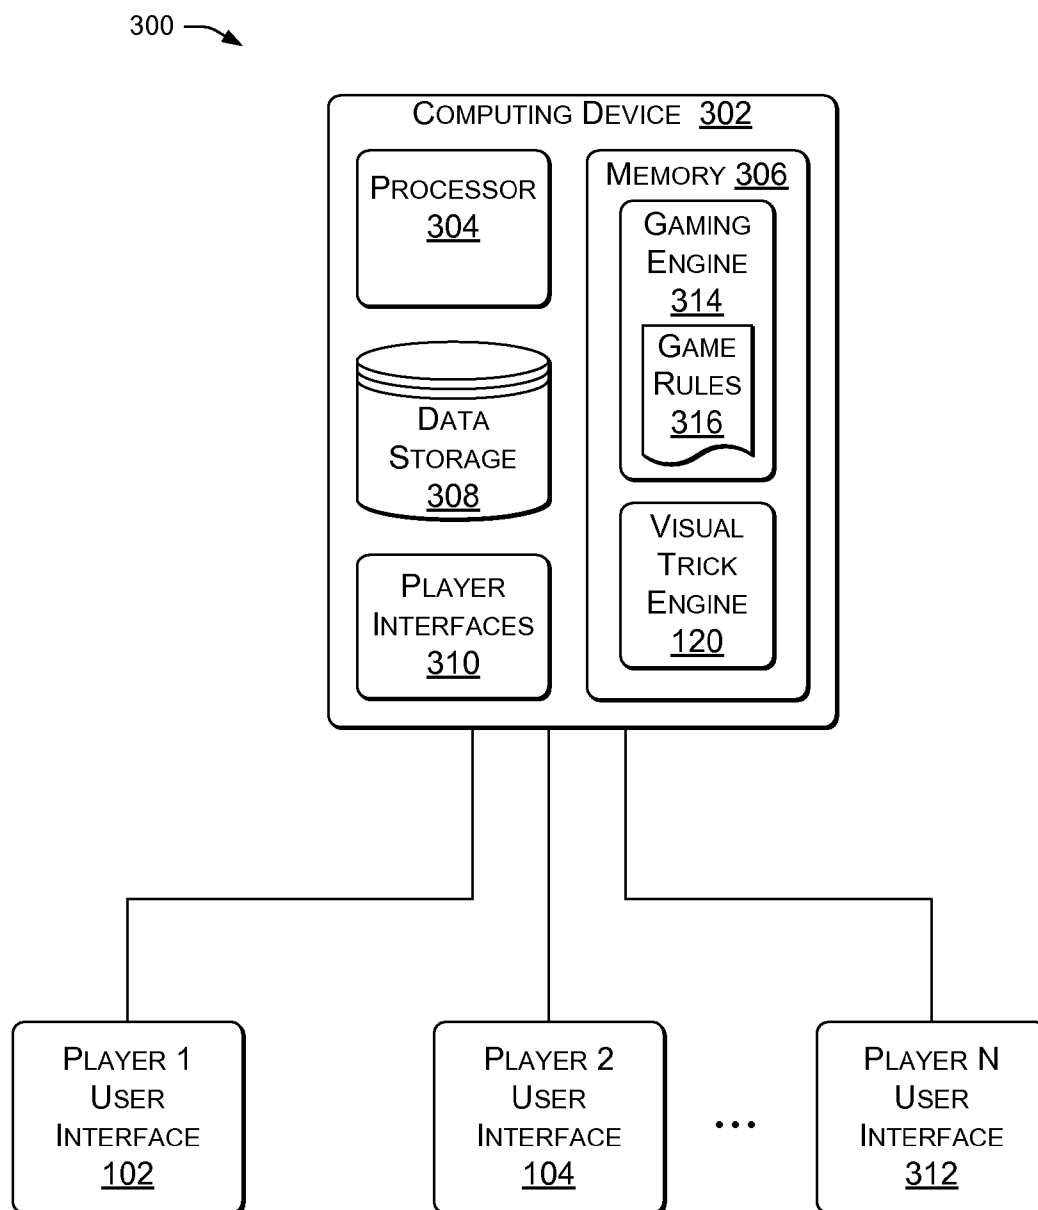 300
COMPUTING DEVICE 302
PROCESSOR
304
DATA
STORAGE
308
PLAYER
INTERFACES
310
MEMORY 306
GAMING
ENGINE
314
GAME
RULES
316
VISUAL
TRICK
ENGINE
120
PLAYER 1
USER
INTERFACE
102
PLAYER 2
USER
INTERFACE
104
...
PLAYER N
USER
INTERFACE
312